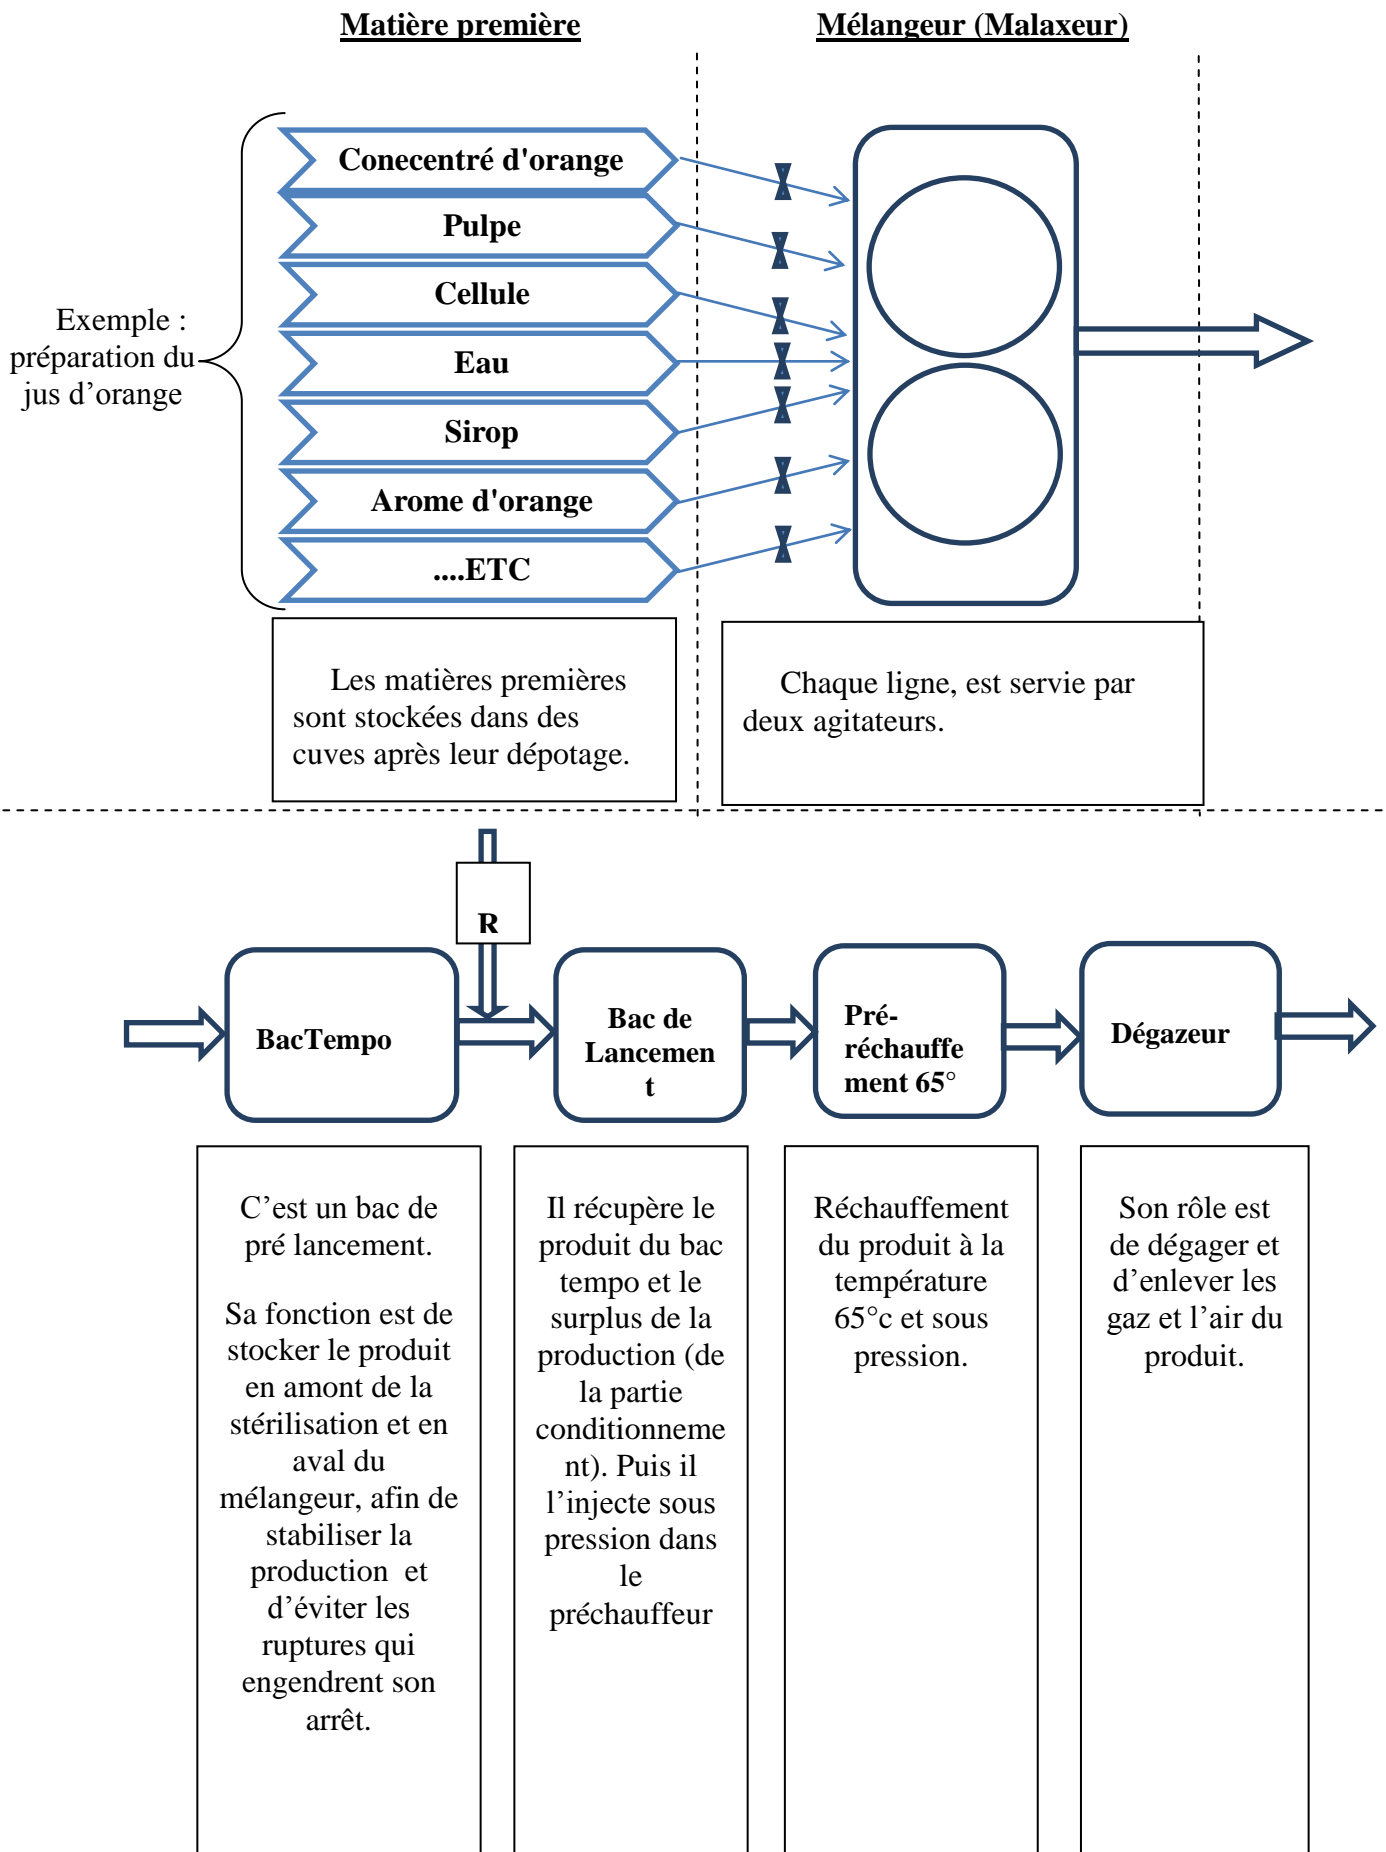 Matière première
Mélangeur (Malaxeur)
Exemple :
préparation du
jus d’orange
Conecentré d'orange
Pulpe
Cellule
Eau
Sirop
Arome d'orange
....ETC
Les matières premières
sont stockées dans des
cuves après leur dépotage.
Chaque ligne, est servie par
deux agitateurs.
R
BacTempo
Bac de
Lancemen
t
Pré-
réchauffe
ment 65°
Dégazeur
C’est un bac de
pré lancement.
Sa fonction est de
stocker le produit
en amont de la
stérilisation et en
aval du
mélangeur, afin de
stabiliser la
production et
d’éviter les
ruptures qui
engendrent son
arrêt.
Il récupère le
produit du bac
tempo et le
surplus de la
production (de
la partie
conditionneme
nt). Puis il
l’injecte sous
pression dans
le
préchauffeur
Réchauffement
du produit à la
température
65°c et sous
pression.
Son rôle est
de dégager et
d’enlever les
gaz et l’air du
produit.